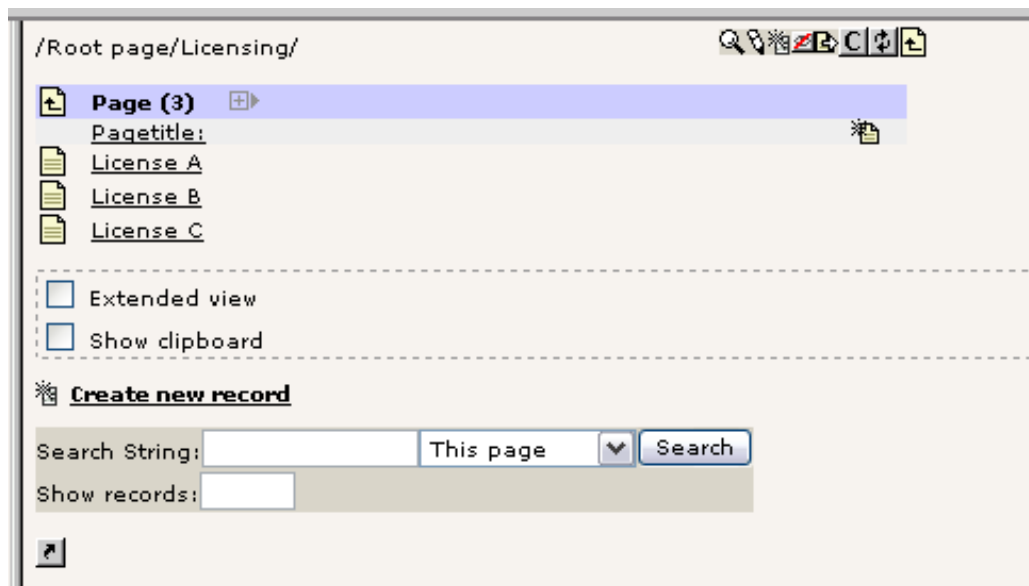 /Root page/Licensing/
C
Page (3)
Pagetitle:
License A
License B
License C
Extended view
Show clipboard
Create new record
Search String: This page Search
Show records: